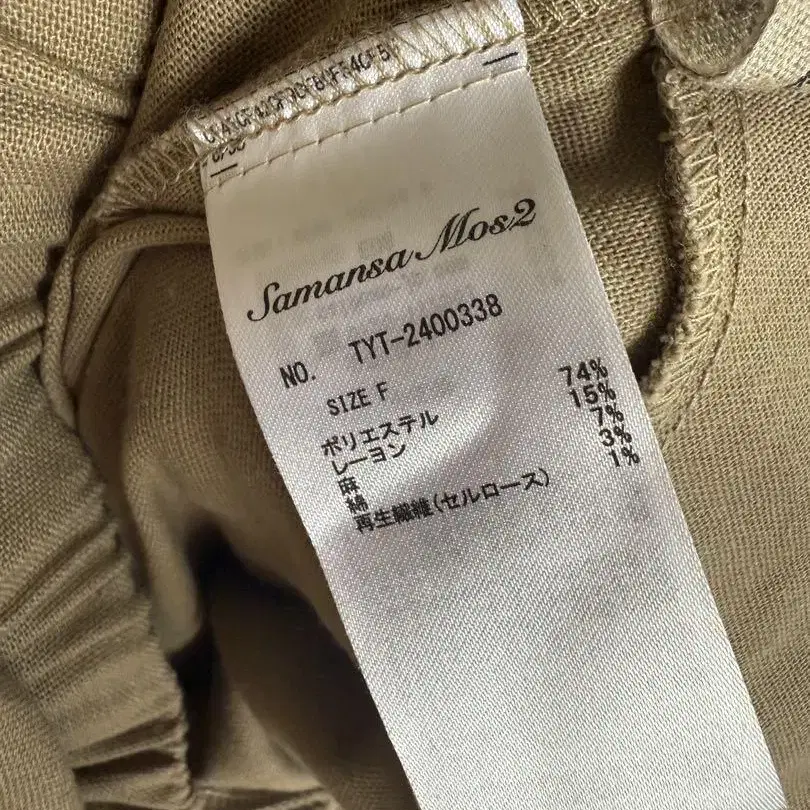 Samansa Mos2
NO. TYT-2400338
SIZE F
ポリエステル 74%
レーヨン 15%
麻 7%
綿 3%
再生繊維(セルロース) 1%